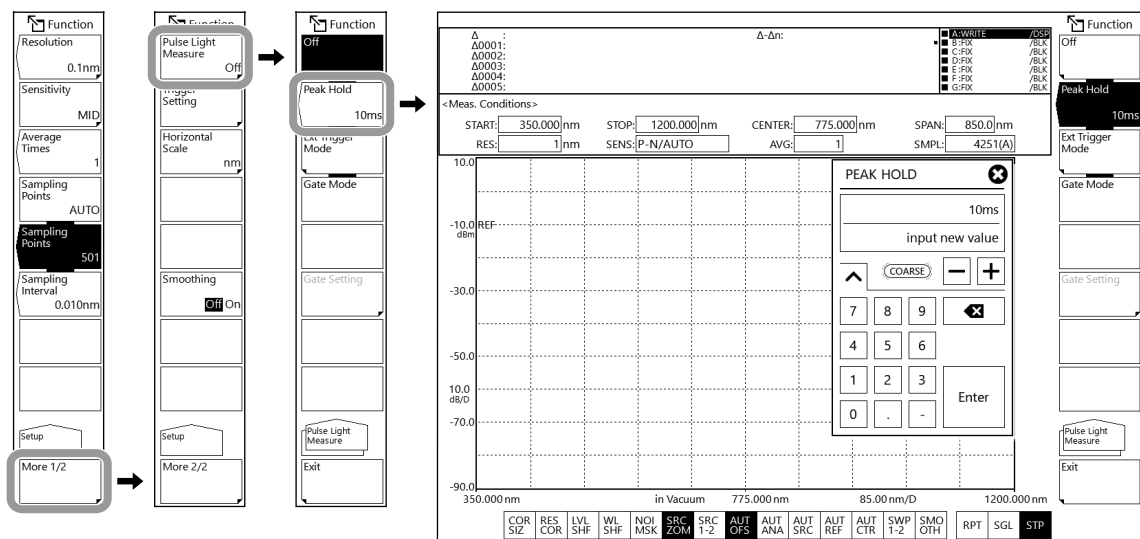 Function
Resolution
0.1nm
Sensitivity
MID
Average
Times
1
Sampling
Points
AUTO
Sampling
Points
501
Sampling
Interval
0.010nm
Setup
More 1/2
Function
Pulse Light
Measure
Off
Trigger
Setting
Horizontal
Scale
nm
Smoothing
Off On
Setup
More 2/2
Function
Off
Peak Hold
10ms
Ext Trigger
Mode
Gate Mode
Gate Setting
Pulse Light
Measure
Exit
Δ :
Δ0001:
Δ0002:
Δ0003:
Δ0004:
Δ0005:
Δ-Δn:
A:WRITE /DSP
B:FIX /BLK
C:FIX /BLK
D:FIX /BLK
E:FIX /BLK
F:FIX /BLK
G:FIX /BLK
<Meas. Conditions>
START: 350.000 nm STOP: 1200.000 nm CENTER: 775.000 nm SPAN: 850.0 nm
RES: 1 nm SENS: P-N/AUTO AVG: 1 SMPL: 4251(A)
10.0
-10.0 REF
dBm
-30.0
-50.0
10.0
dB/D
-70.0
-90.0
350.000 nm in Vacuum 775.000 nm 85.00 nm/D 1200.000 nm
PEAK HOLD
10ms
input new value
COARSE
7 8 9
4 5 6
1 2 3
Enter
0 . -
COR SIZ
RES COR
LVL SHF
WL SHF
NOI MSK
SRC ZOM
SRC 1-2
AUT OFS
AUT ANA
AUT SRC
AUT REF
AUT CTR
SWP 1-2
SMO OTH
RPT SGL STP
Function
Off
Peak Hold
10ms
Ext Trigger
Mode
Gate Mode
Gate Setting
Pulse Light
Measure
Exit